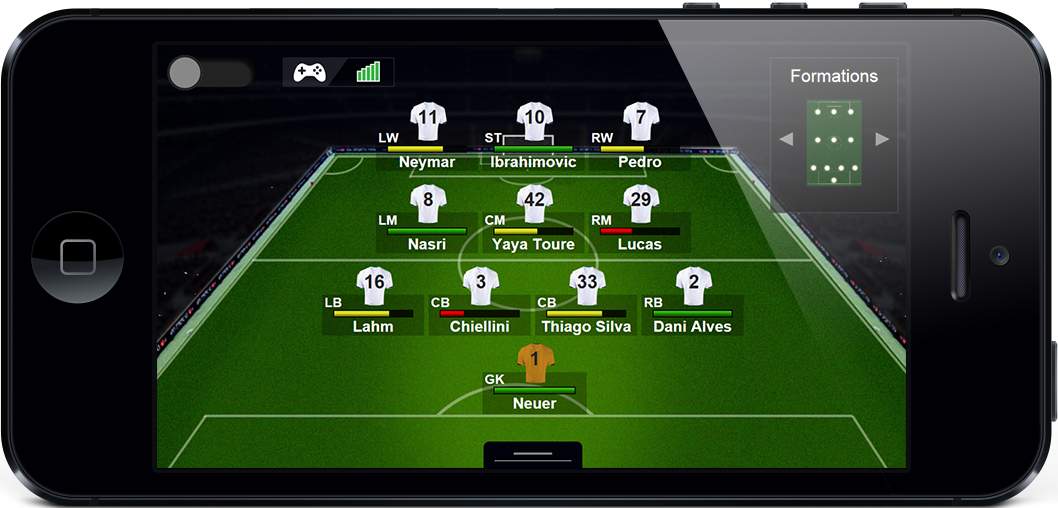 Formations
11
10
7
LW
ST
RW
Neymar
Ibrahimovic
Pedro
8
42
29
LM
CM
RM
Nasri
Yaya Toure
Lucas
16
3
33
2
LB
CB
CB
RB
Lahm
Chiellini
Thiago Silva
Dani Alves
1
GK
Neuer